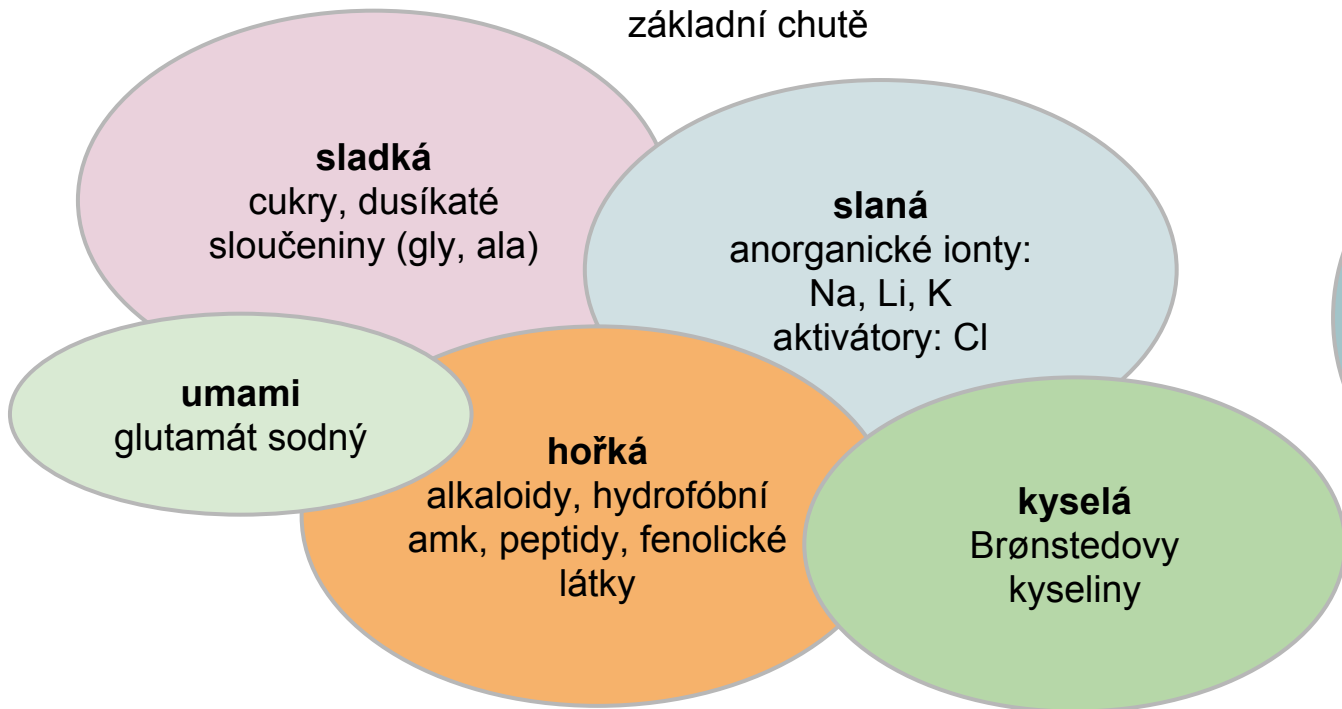 základní chutě
sladká
cukry, dusíkaté
sloučeniny (gly, ala)
slaná
anorganické ionty:
Na, Li, K
aktivátory: Cl
umami
glutamát sodný
hořká
alkaloidy, hydrofóbní
amk, peptidy, fenolické
látky
kyselá
Brønstedovy
kyseliny